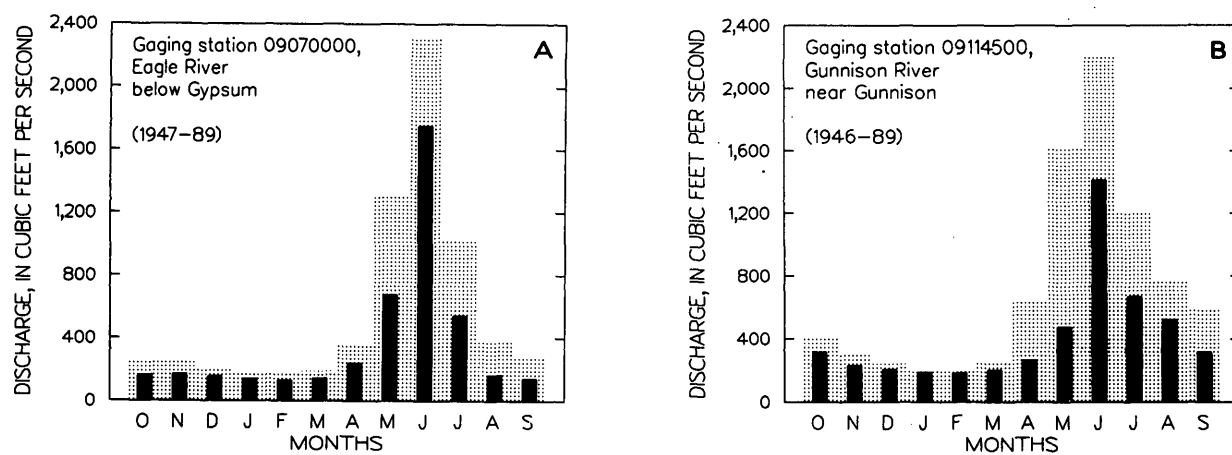 DISCHARGE, IN CUBIC FEET PER SECOND
2,400
2,000
1,600
1,200
800
400
0
Gaging station 09070000,
Eagle River
below Gypsum
(1947–89)
A
O N D J F M A M J J A S
MONTHS
DISCHARGE, IN CUBIC FEET PER SECOND
2,400
2,000
1,600
1,200
800
400
0
Gaging station 09114500,
Gunnison River
near Gunnison
(1946–89)
B
O N D J F M A M J J A S
MONTHS